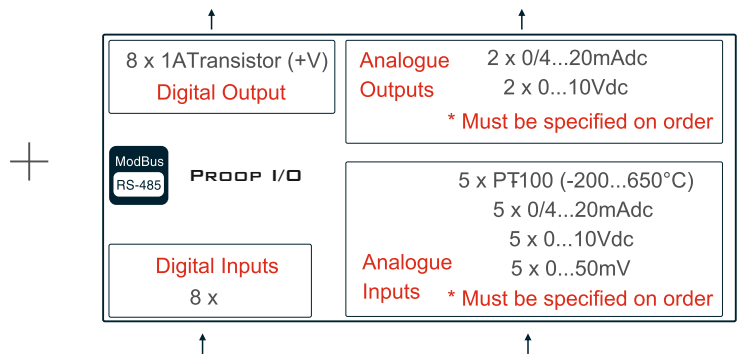 8 x 1ATransistor (+V)
Digital Output
Analogue
Outputs
2 x 0/4...20mAdc
2 x 0...10Vdc
* Must be specified on order
ModBus
RS-485
PROOP I/O
Digital Inputs
8 x
5 x PT100 (-200...650°C)
5 x 0/4...20mAdc
5 x 0...10Vdc
5 x 0...50mV
Analogue
Inputs
* Must be specified on order